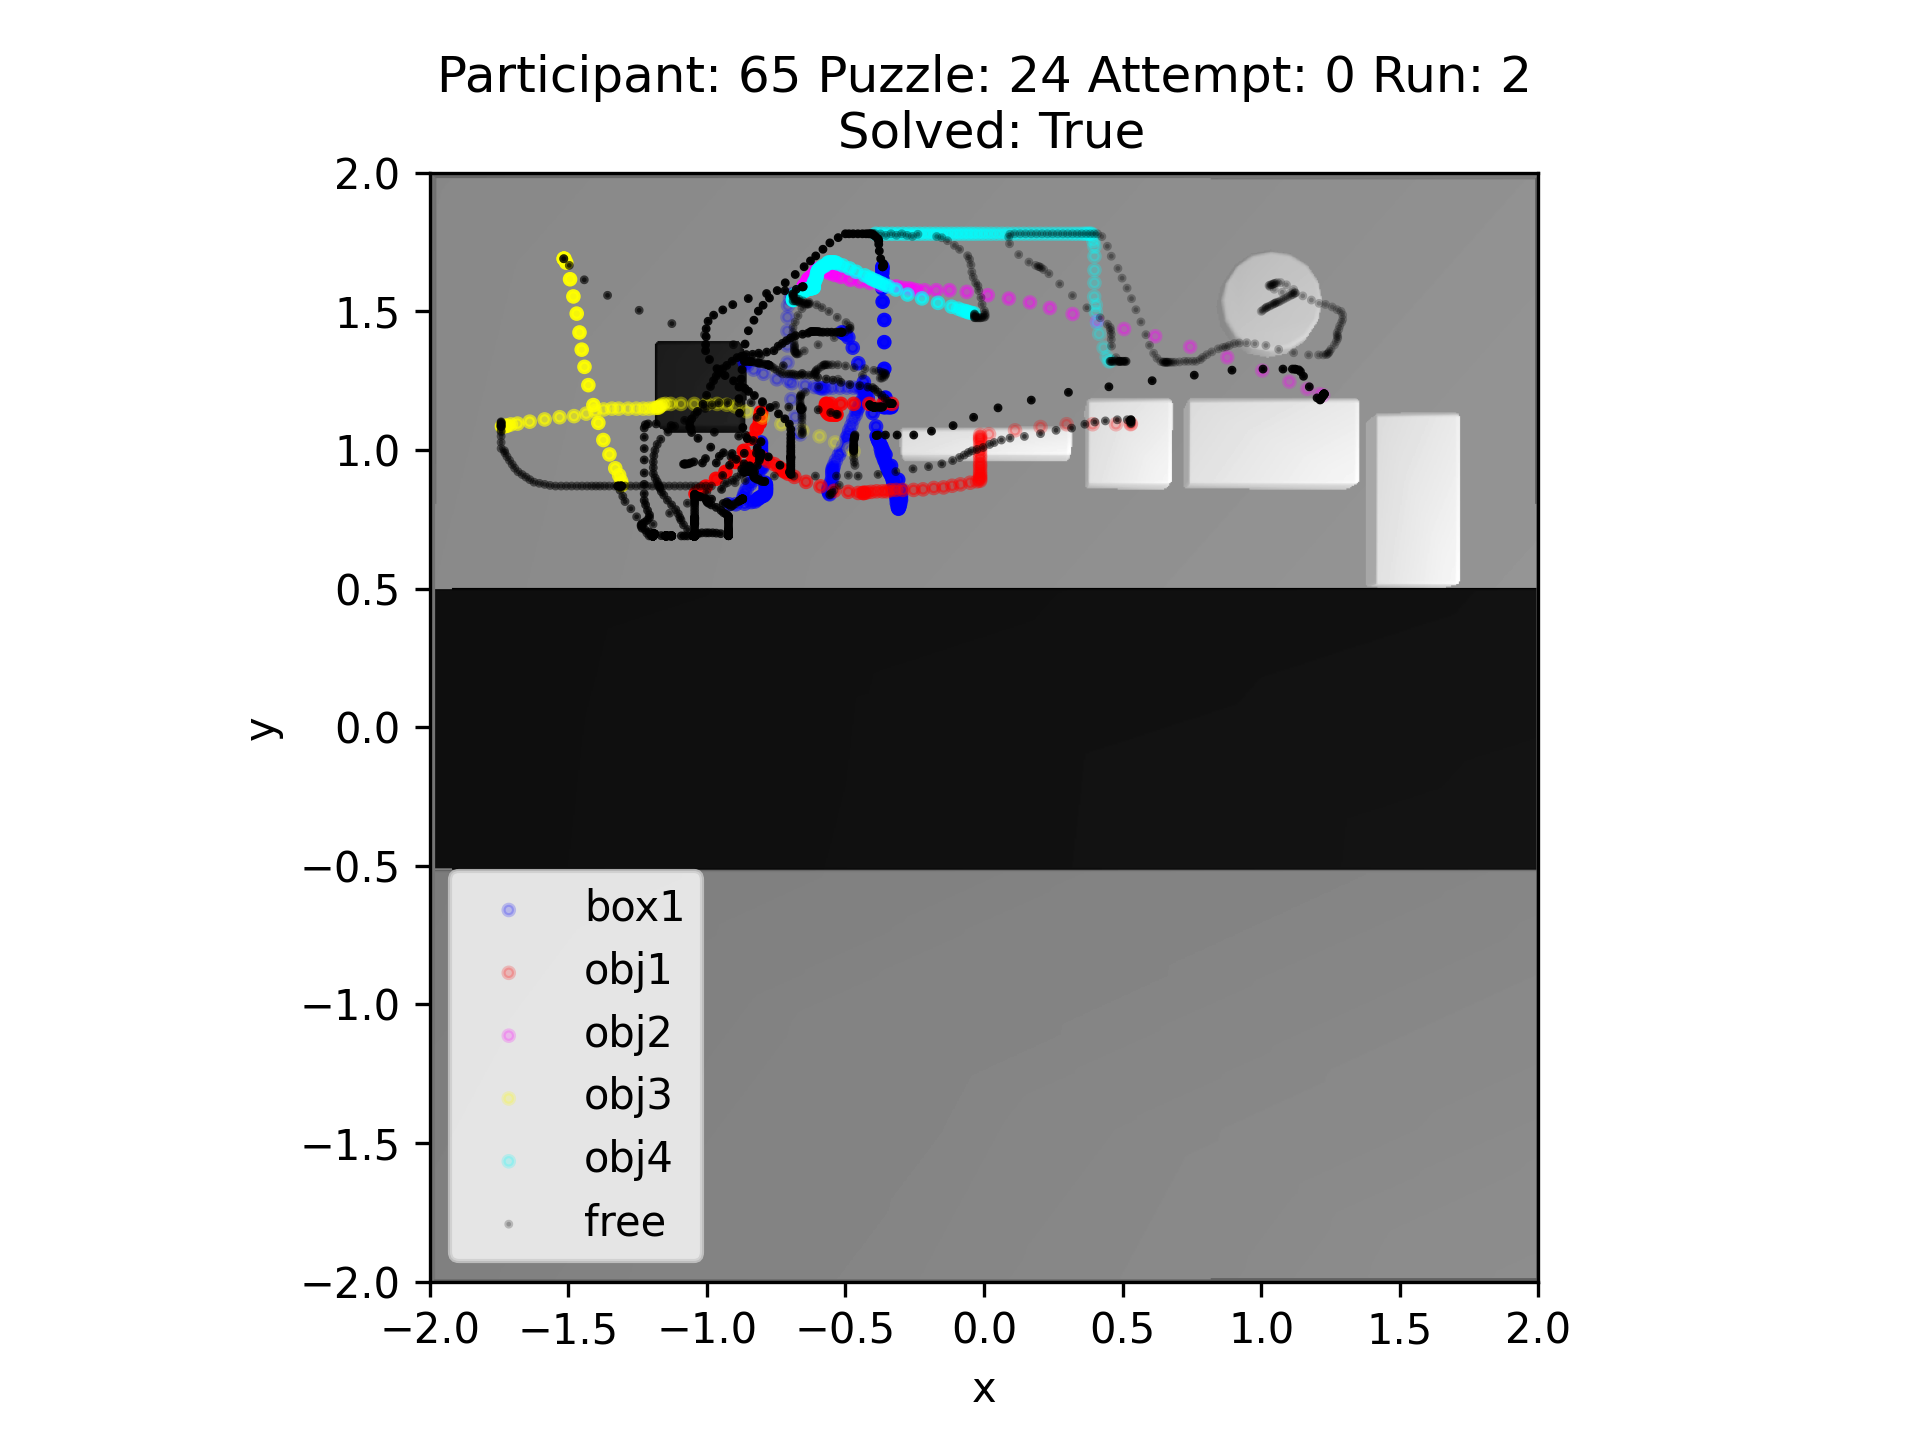 Participant: 65 Puzzle: 24 Attempt: 0 Run: 2
Solved: True
2.0
1.5
1.0
0.5
0.0
−0.5
−1.0
−1.5
−2.0
y
box1
obj1
obj2
obj3
obj4
free
−2.0 −1.5 −1.0 −0.5 0.0 0.5 1.0 1.5 2.0
x